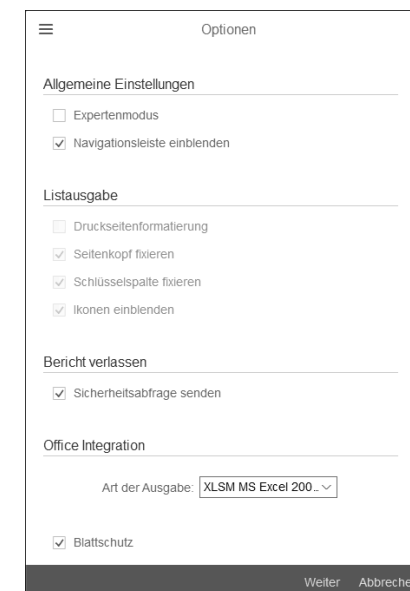 Optionen
Allgemeine Einstellungen
Expertenmodus
Navigationsleiste einblenden
Listausgabe
Druckseitenformatierung
Seitenkopf fixieren
Schlüsselspalte fixieren
Ikonen einblenden
Bericht verlassen
Sicherheitsabfrage senden
Office Integration
Art der Ausgabe: XLSM MS Excel 200..
Blattschutz
Weiter Abbreche